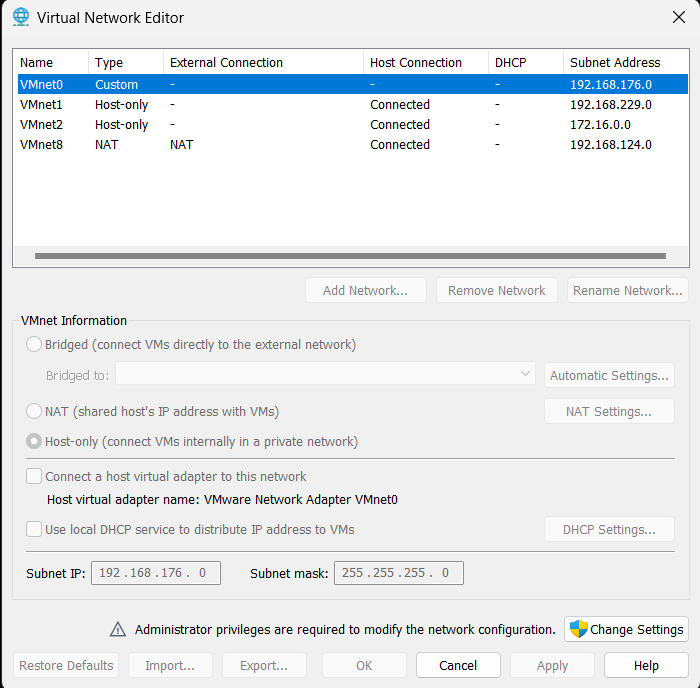 Virtual Network Editor
Name Type External Connection Host Connection DHCP Subnet Address
VMnet0 Custom - - - 192.168.176.0
VMnet1 Host-only - Connected - 192.168.229.0
VMnet2 Host-only - Connected - 172.16.0.0
VMnet8 NAT NAT Connected - 192.168.124.0
Add Network... Remove Network Rename Network...
VMnet Information
Bridged (connect VMs directly to the external network)
Bridged to: Automatic Settings...
NAT (shared host's IP address with VMs) NAT Settings...
Host-only (connect VMs internally in a private network)
Connect a host virtual adapter to this network
Host virtual adapter name: VMware Network Adapter VMnet0
Use local DHCP service to distribute IP address to VMs DHCP Settings...
Subnet IP: 192 . 168 . 176 . 0 Subnet mask: 255 . 255 . 255 . 0
Administrator privileges are required to modify the network configuration. Change Settings
Restore Defaults Import... Export... OK Cancel Apply Help